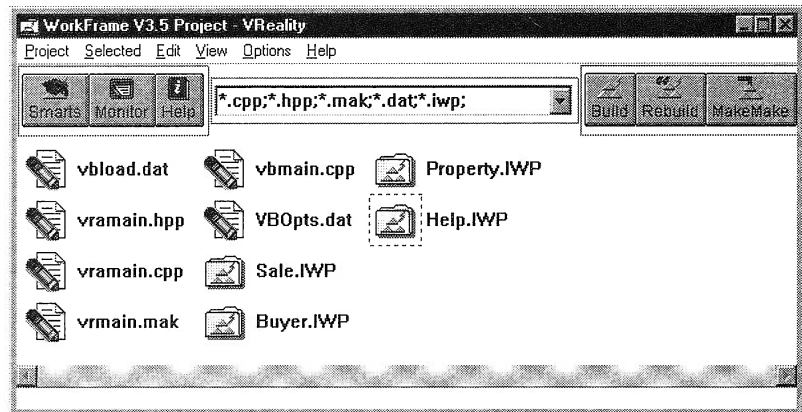 WorkFrame V3.5 Project - VReality
Project Selected Edit View Options Help
Smarts Monitor Help *.cpp;*.hpp;*.mak;*.dat;*.iwp; Build Rebuild MakeMake
vbload.dat vbmain.cpp Property.IWP
vramain.hpp VBOpts.dat Help.IWP
vramain.cpp Sale.IWP
vrmain.mak Buyer.IWP